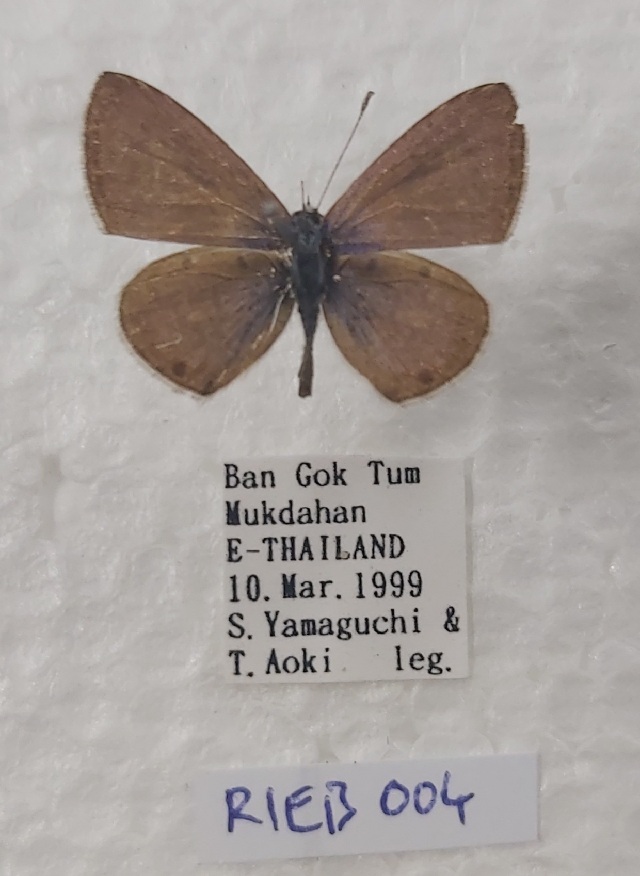 Ban Gok Tum
Mukdahan
E-THAILAND
10. Mar. 1999
S. Yamaguchi &
T. Aoki leg.
RIEB 004